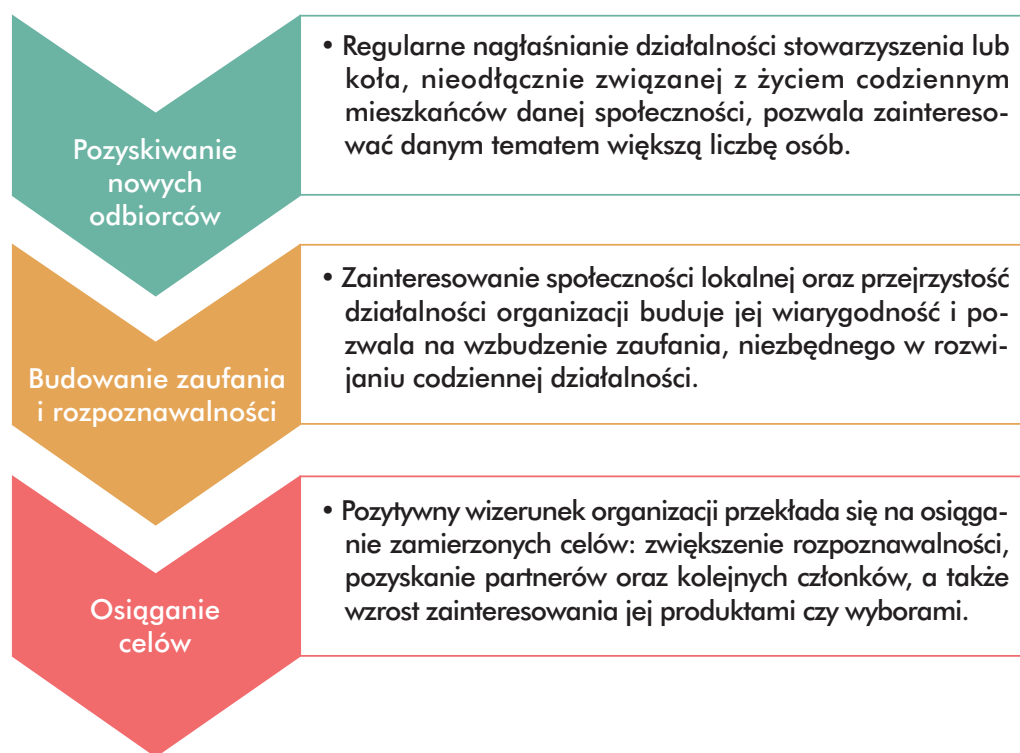 Pozyskiwanie
nowych
odbiorców
• Regularne nagłaśnianie działalności stowarzyszenia lub
koła, nieodłącznie związanej z życiem codziennym
mieszkańców danej społeczności, pozwala zaintereso-
wać danym tematem większą liczbę osób.
Budowanie zaufania
i rozpoznawalności
• Zainteresowanie społeczności lokalnej oraz przejrzystość
działalności organizacji buduje jej wiarygodność i po-
zwala na wzbudzenie zaufania, niezbędnego w rozwi-
janiu codziennej działalności.
Osiąganie
celów
• Pozytywny wizerunek organizacji przekłada się na osiąga-
nie zamierzonych celów: zwiększenie rozpoznawalności,
pozyskanie partnerów oraz kolejnych członków, a także
wzrost zainteresowania jej produktami czy wyborami.